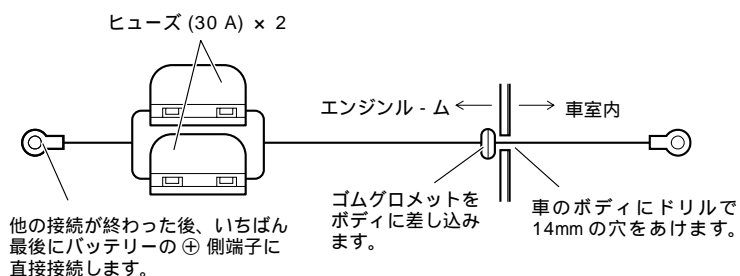 ヒューズ (30 A) × 2
エンジンル - ム
車室内
他の接続が終わった後、いちばん
最後にバッテリーの ⊕ 側端子に
直接接続します。
ゴムグロメットを
ボディに差し込み
ます。
車のボディにドリルで
14mm の穴をあけます。